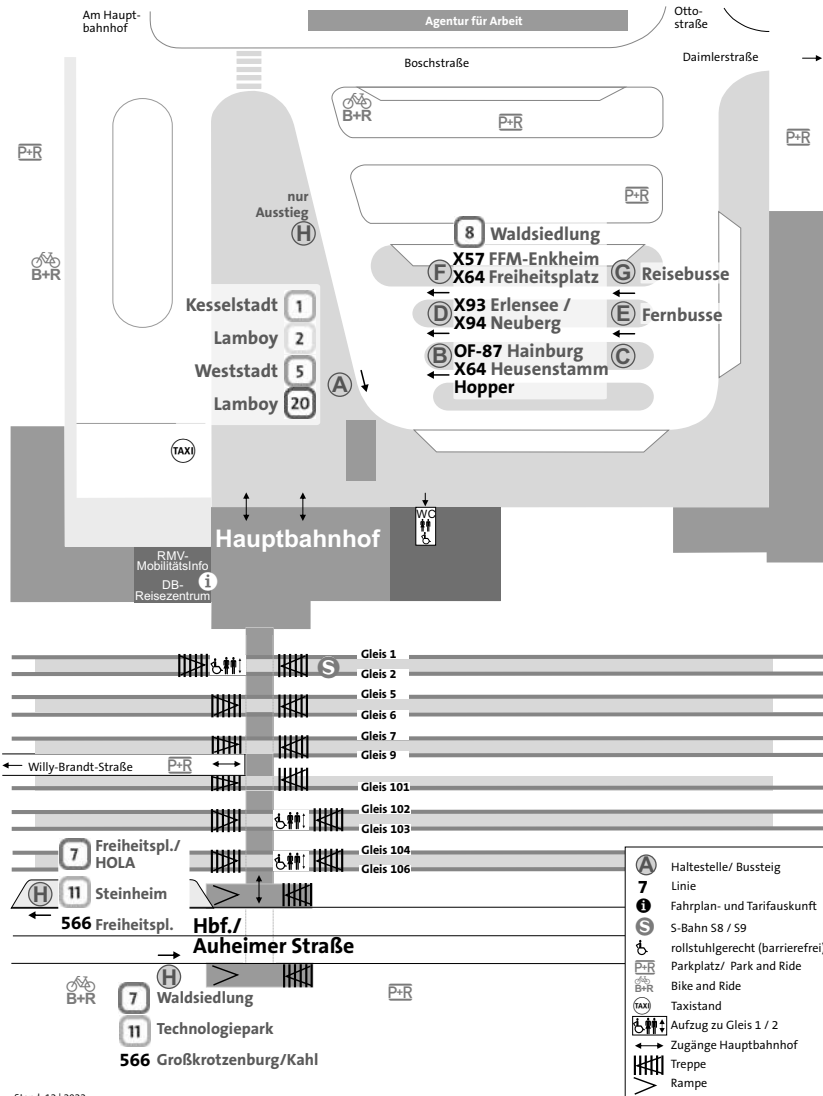 Am Haupt-
bahnhof
Agentur für Arbeit
Otto-
straße
Boschstraße
Daimlerstraße
B+R
P+R
P+R
P+R
P+R
B+R
nur
Ausstieg
H
8 Waldsiedlung
F X57 FFM-Enkheim
X64 Freiheitsplatz
G Reisebusse
D X93 Erlensee /
X94 Neuberg
E Fernbusse
B OF-87 Hainburg
X64 Heusenstamm
Hopper
C
Kesselstadt 1
Lamboy 2
Weststadt 5
Lamboy 20
A
TAXI
Hauptbahnhof
WC
RMV-
MobilitätsInfo
DB-
Reisezentrum
i
Gleis 1
S
Gleis 2
Gleis 5
Gleis 6
Gleis 7
Gleis 9
Willy-Brandt-Straße P+R
Gleis 101
Gleis 102
Gleis 103
Gleis 104
Gleis 106
7 Freiheitspl./
HOLA
H 11 Steinheim
566 Freiheitspl.
Hbf./
Auheimer Straße
H
B+R
7 Waldsiedlung
11 Technologiepark
566 Großkrotzenburg/Kahl
P+R
A Haltestelle/ Bussteig
7 Linie
i Fahrplan- und Tarifauskunft
S S-Bahn S8 / S9
rollstuhlgerecht (barrierefrei)
P+R Parkplatz/ Park and Ride
B+R Bike and Ride
TAXI Taxistand
Aufzug zu Gleis 1 / 2
Zugänge Hauptbahnhof
Treppe
Rampe